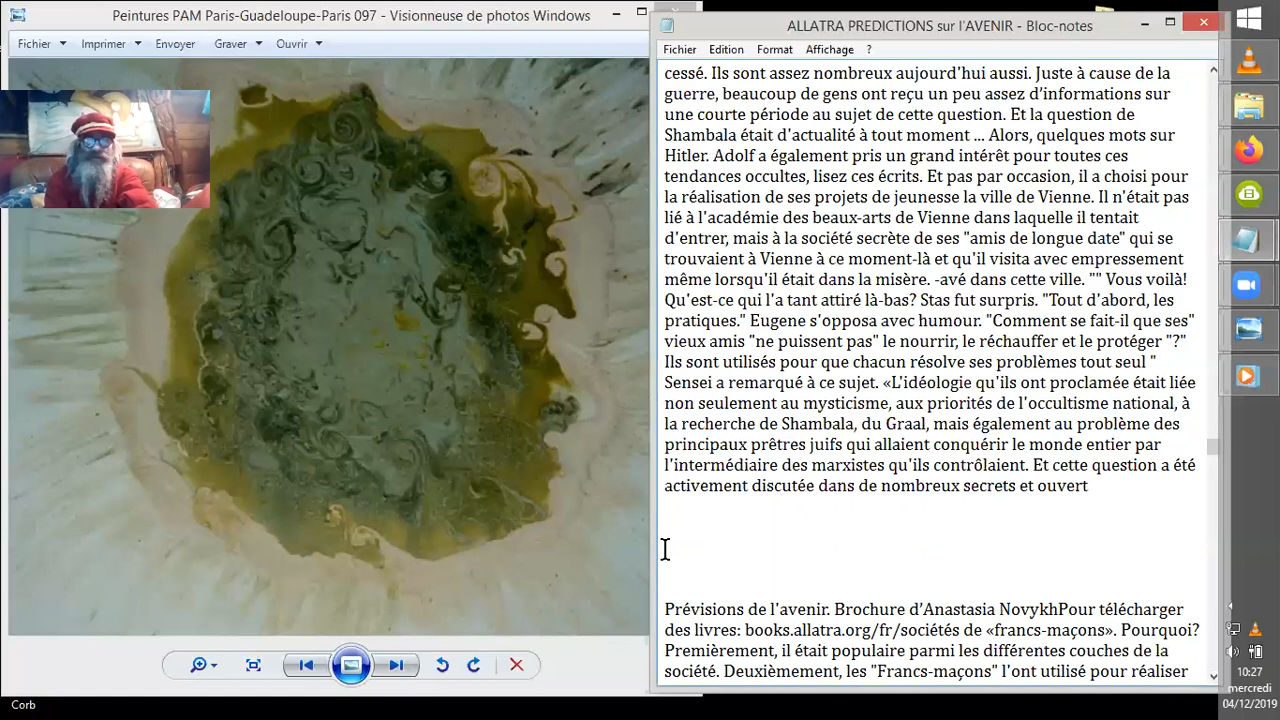 Peintures PAM Paris-Guadeloupe-Paris 097 - Visionneuse de photos Windows
Fichier Imprimer Envoyer Graver Ouvrir
ALLATRA PREDICTIONS sur l'AVENIR - Bloc-notes
Fichier Edition Format Affichage ?
cessé. Ils sont assez nombreux aujourd'hui aussi. Juste à cause de la
guerre, beaucoup de gens ont reçu un peu assez d'informations sur
une courte période au sujet de cette question. Et la question de
Shambala était d'actualité à tout moment ... Alors, quelques mots sur
Hitler. Adolf a également pris un grand intérêt pour toutes ces
tendances occultes, lisez ces écrits. Et pas par occasion, il a choisi pour
la réalisation de ses projets de jeunesse la ville de Vienne. Il n'était pas
lié à l'académie des beaux-arts de Vienne dans laquelle il tentait
d'entrer, mais à la société secrète de ses "amis de longue date" qui se
trouvaient à Vienne à ce moment-là et qu'il visita avec empressement
même lorsqu'il était dans la misère. -avé dans cette ville. "" Vous voilà!
Qu'est-ce qui l'a tant attiré là-bas? Stas fut surpris. "Tout d'abord, les
pratiques." Eugene s'opposa avec humour. "Comment se fait-il que ses"
vieux amis "ne puissent pas" le nourrir, le réchauffer et le protéger "?"
Ils sont utilisés pour que chacun résolve ses problèmes tout seul "
Sensei a remarqué à ce sujet. «L'idéologie qu'ils ont proclamée était liée
non seulement au mysticisme, aux priorités de l'occultisme national, à
la recherche de Shambala, du Graal, mais également au problème des
principaux prêtres juifs qui allaient conquérir le monde entier par
l'intermédiaire des marxistes qu'ils contrôlaient. Et cette question a été
activement discutée dans de nombreux secrets et ouvert
Prévisions de l'avenir. Brochure d'Anastasia NovykhPour télécharger
des livres: books.allatra.org/fr/sociétés de «francs-maçons». Pourquoi?
Premièrement, il était populaire parmi les différentes couches de la
société. Deuxièmement, les "Francs-maçons" l'ont utilisé pour réaliser
10:27
mercredi
04/12/2019
Corb